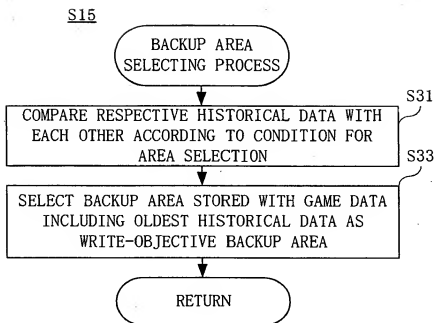 S15
BACKUP AREA
SELECTING PROCESS
S31
COMPARE RESPECTIVE HISTORICAL DATA WITH
EACH OTHER ACCORDING TO CONDITION FOR
AREA SELECTION
S33
SELECT BACKUP AREA STORED WITH GAME DATA
INCLUDING OLDEST HISTORICAL DATA AS
WRITE-OBJECTIVE BACKUP AREA
RETURN